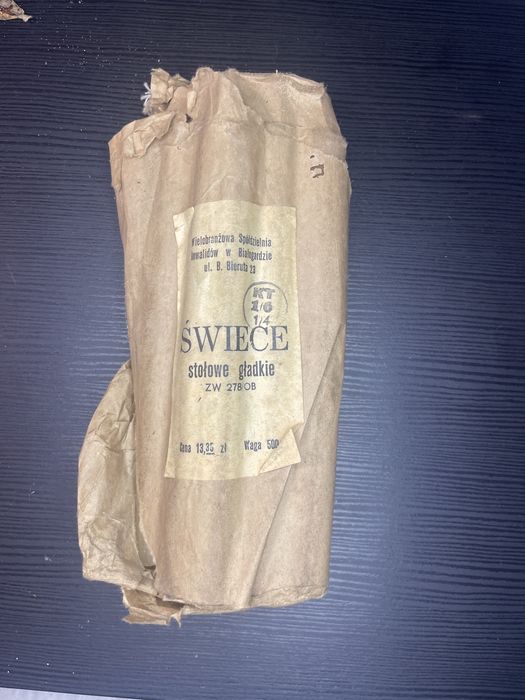 Wielobranżowa Spółdzielnia
Inwalidów w Białogardzie
ul. B. Bieruta 23
KT
1/6
1/4
ŚWIECE
stołowe gładkie
ZW 278 OB
Cena 13,35 zł Waga 500